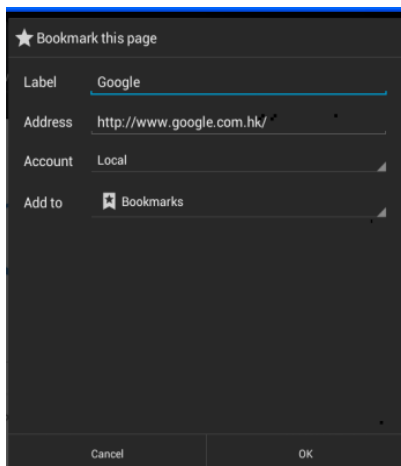 Bookmark this page
Label Google
Address http://www.google.com.hk/
Account Local
Add to Bookmarks
Cancel OK